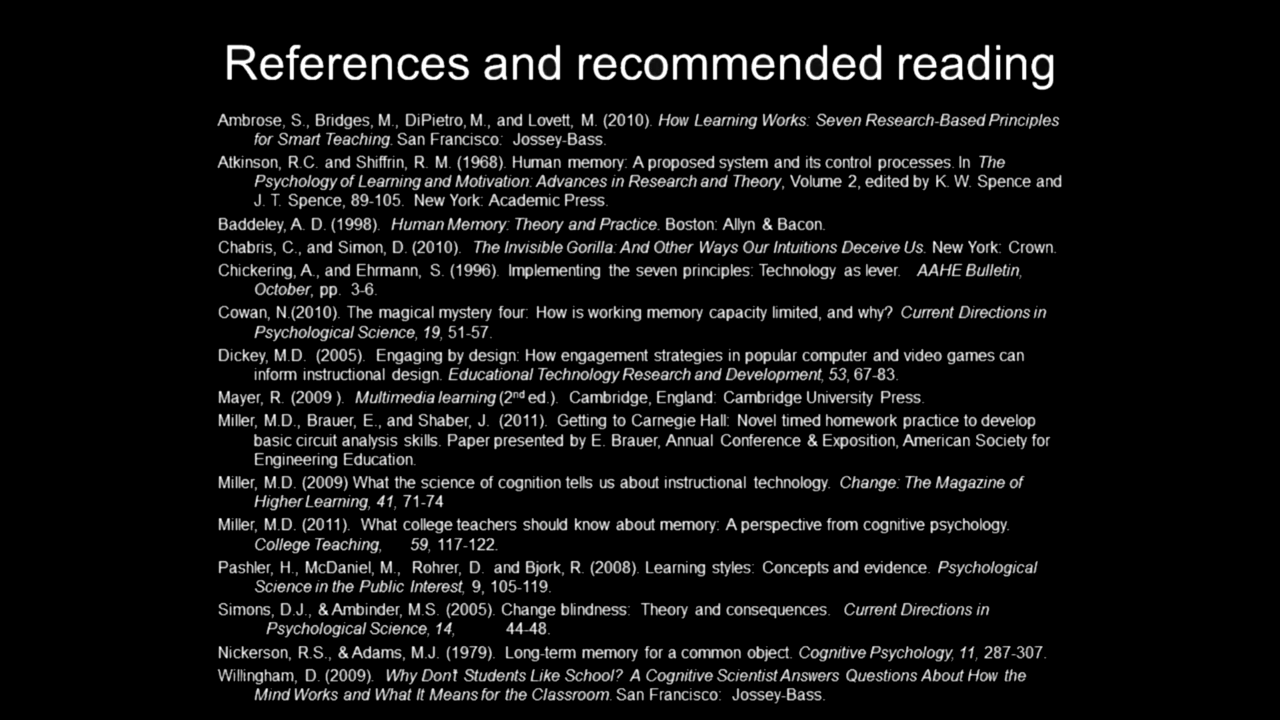 References and recommended reading
Ambrose, S., Bridges, M., DiPietro, M., and Lovett, M. (2010). How Learning Works: Seven Research-Based Principles
for Smart Teaching. San Francisco: Jossey-Bass.
Atkinson, R.C. and Shiffrin, R. M. (1968). Human memory: A proposed system and its control processes. In The
Psychology of Learning and Motivation: Advances in Research and Theory, Volume 2, edited by K. W. Spence and
J. T. Spence, 89-105. New York: Academic Press.
Baddeley, A. D. (1998). Human Memory: Theory and Practice. Boston: Allyn & Bacon.
Chabris, C., and Simon, D. (2010). The Invisible Gorilla: And Other Ways Our Intuitions Deceive Us. New York: Crown.
Chickering, A., and Ehrmann, S. (1996). Implementing the seven principles: Technology as lever. AAHE Bulletin,
October, pp. 3-6.
Cowan, N.(2010). The magical mystery four: How is working memory capacity limited, and why? Current Directions in
Psychological Science, 19, 51-57.
Dickey, M.D. (2005). Engaging by design: How engagement strategies in popular computer and video games can
inform instructional design. Educational Technology Research and Development, 53, 67-83.
Mayer, R. (2009 ). Multimedia learning (2nd ed.). Cambridge, England: Cambridge University Press.
Miller, M.D., Brauer, E., and Shaber, J. (2011). Getting to Carnegie Hall: Novel timed homework practice to develop
basic circuit analysis skills. Paper presented by E. Brauer, Annual Conference & Exposition, American Society for
Engineering Education.
Miller, M.D. (2009) What the science of cognition tells us about instructional technology. Change: The Magazine of
Higher Learning, 41, 71-74
Miller, M.D. (2011). What college teachers should know about memory: A perspective from cognitive psychology.
College Teaching, 59, 117-122.
Pashler, H., McDaniel, M., Rohrer, D. and Bjork, R. (2008). Learning styles: Concepts and evidence. Psychological
Science in the Public Interest, 9, 105-119.
Simons, D.J., & Ambinder, M.S. (2005). Change blindness: Theory and consequences. Current Directions in
Psychological Science, 14, 44-48.
Nickerson, R.S., & Adams, M.J. (1979). Long-term memory for a common object. Cognitive Psychology, 11, 287-307.
Willingham, D. (2009). Why Don't Students Like School? A Cognitive Scientist Answers Questions About How the
Mind Works and What It Means for the Classroom. San Francisco: Jossey-Bass.